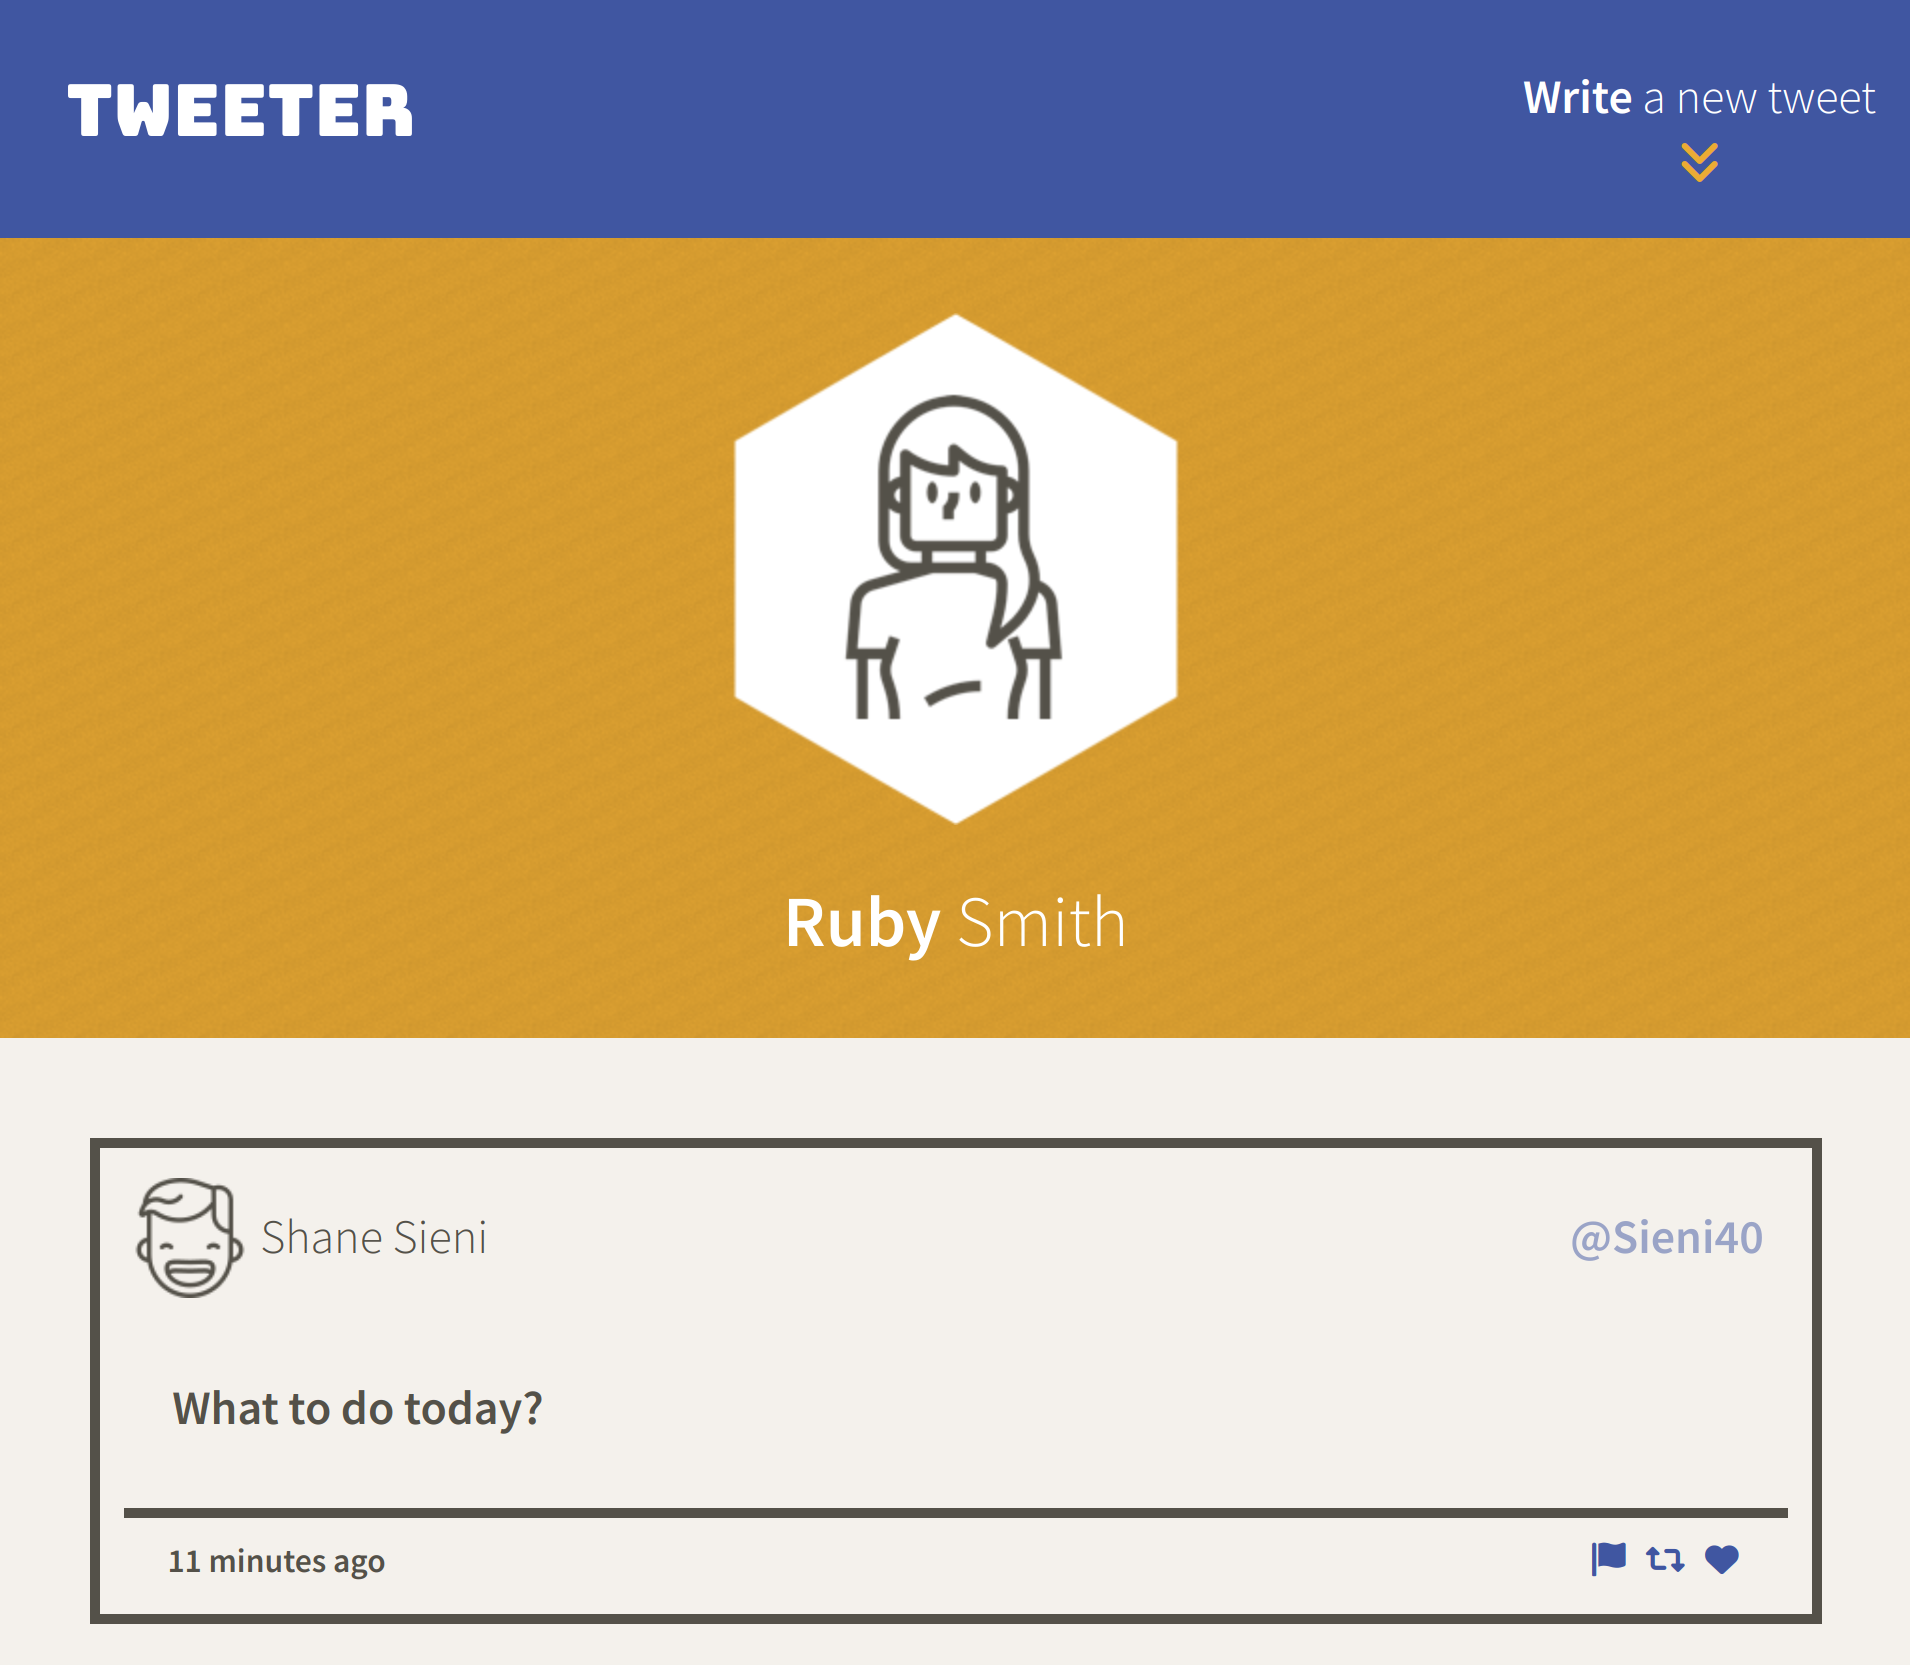 TWEETER
Write a new tweet
Ruby Smith
Shane Sieni
@Sieni40
What to do today?
11 minutes ago